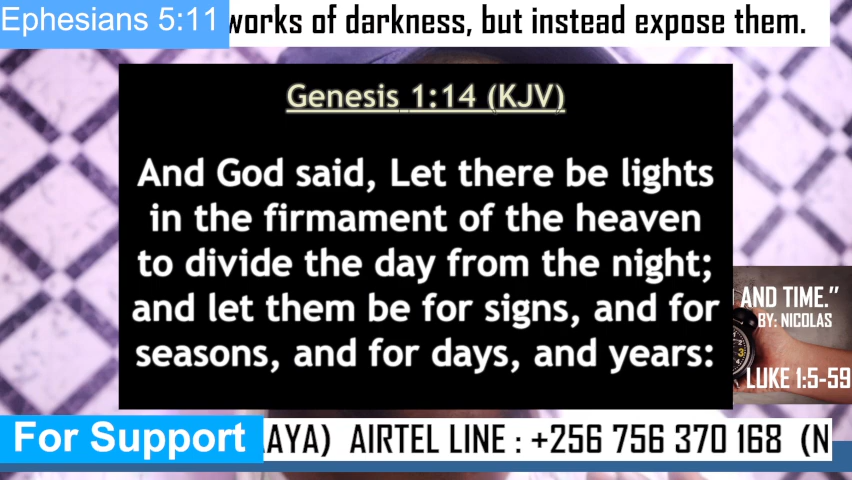 Ephesians 5:11 works of darkness, but instead expose them.
Genesis 1:14 (KJV)
And God said, Let there be lights
in the firmament of the heaven
to divide the day from the night;
and let them be for signs, and for
seasons, and for days, and years:
AND TIME.”
BY: NICOLAS
LUKE 1:5-59
For Support AYA) AIRTEL LINE : +256 756 370 168 (N